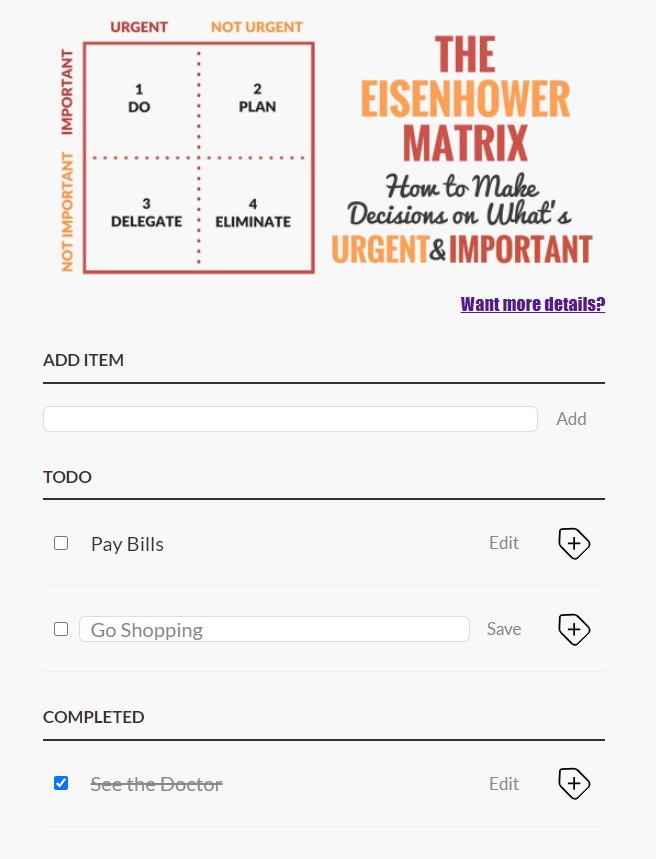 URGENT
NOT URGENT
IMPORTANT
NOT IMPORTANT
1
DO
2
PLAN
3
DELEGATE
4
ELIMINATE
THE
EISENHOWER
MATRIX
How to Make
Decisions on What's
URGENT&IMPORTANT
Want more details?
ADD ITEM
Add
TODO
Pay Bills
Edit
Go Shopping
Save
COMPLETED
See the Doctor
Edit